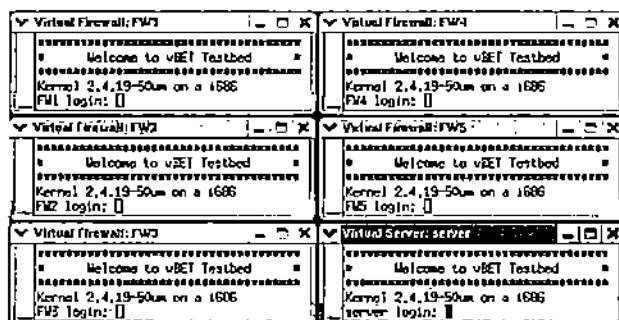 Virtual Firewall: FW1
Welcome to vBET Testbed
Kernel 2.4.19-50um on a i686
FW1 login:
Virtual Firewall: FW4
Welcome to vBET Testbed
Kernel 2.4.19-50um on a i686
FW4 login:
Virtual Firewall: FW2
Welcome to vBET Testbed
Kernel 2.4.19-50um on a i686
FW2 login:
Virtual Firewall: FW5
Welcome to vBET Testbed
Kernel 2.4.19-50um on a i686
FW5 login:
Virtual Firewall: FW3
Welcome to vBET Testbed
Kernel 2.4.19-50um on a i686
FW3 login:
Virtual Server: server
Welcome to vBET Testbed
Kernel 2.4.19-50um on a i686
server login: